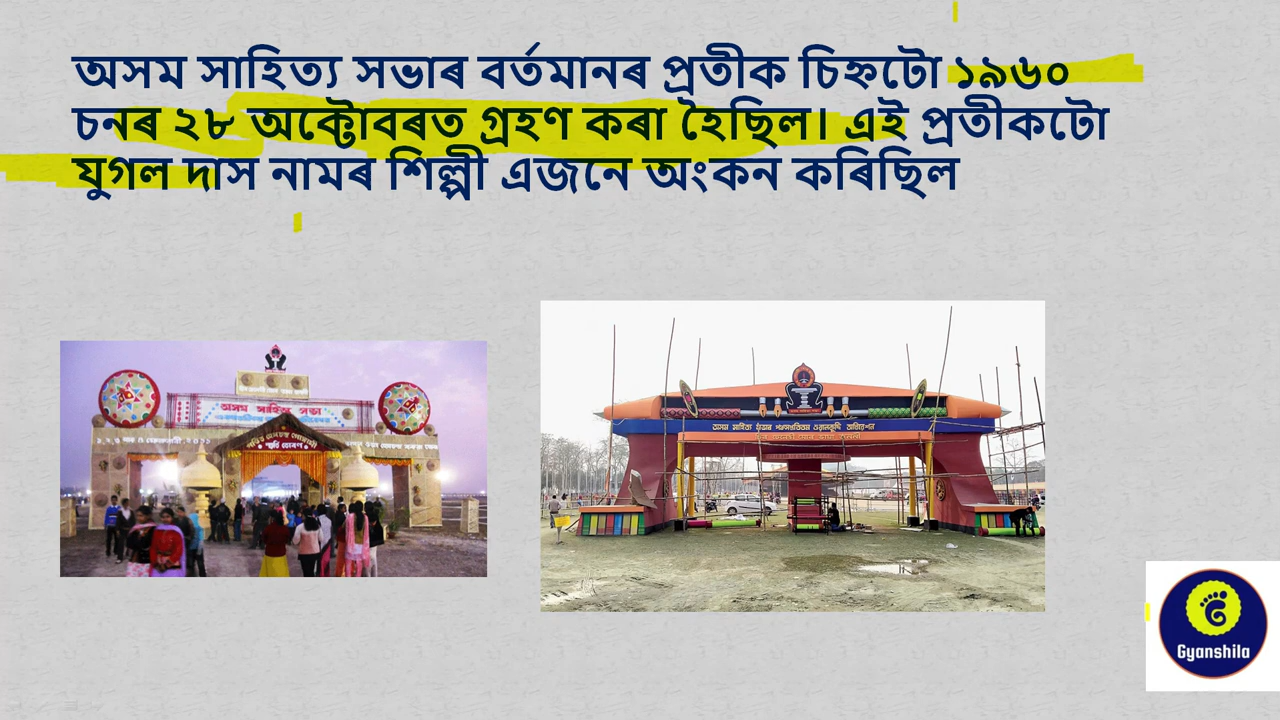 অসম সাহিত্য সভাৰ বৰ্তমানৰ প্ৰতীক চিহ্নটো ১৯৬০
চনৰ ২৮ অক্টোবৰত গ্ৰহণ কৰা হৈছিল। এই প্ৰতীকটো
যুগল দাস নামৰ শিল্পী এজনে অংকন কৰিছিল
অসম সাহিত্য সভা
Gyanshila